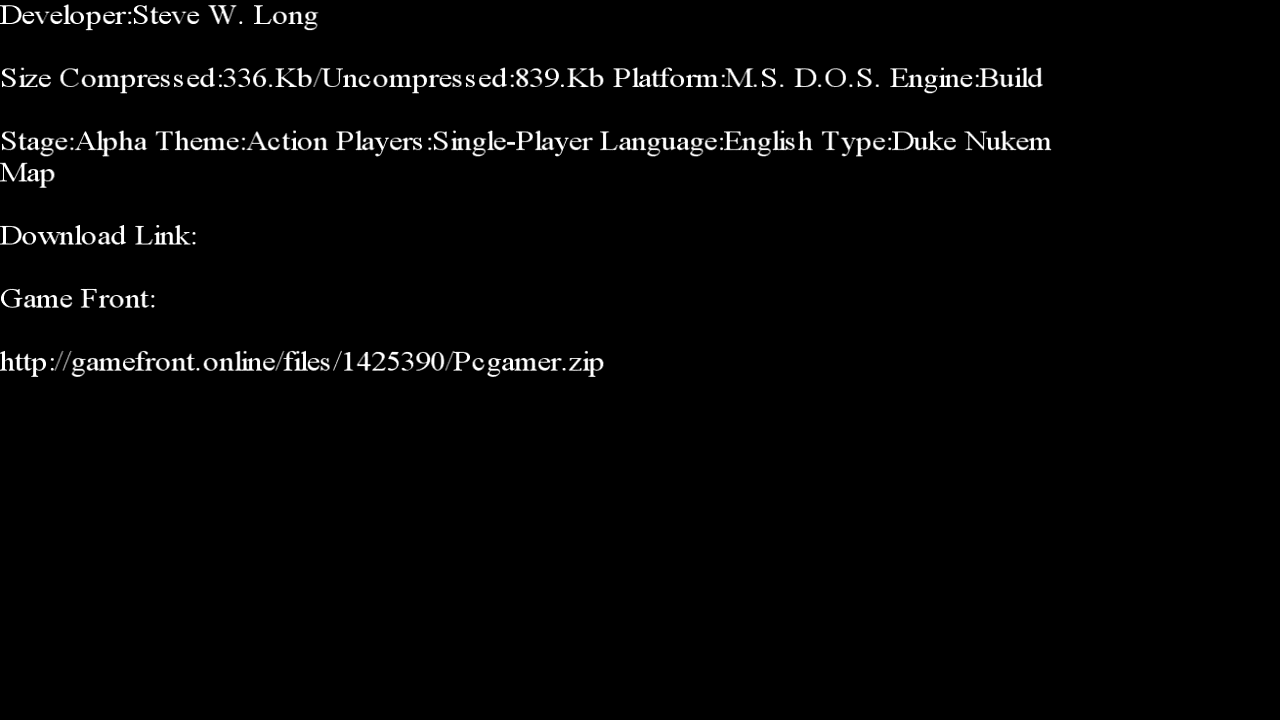 Developer:Steve W. Long
Size Compressed:336.Kb/Uncompressed:839.Kb Platform:M.S. D.O.S. Engine:Build
Stage:Alpha Theme:Action Players:Single-Player Language:English Type:Duke Nukem
Map
Download Link:
Game Front:
http://gamefront.online/files/1425390/Pcgamer.zip